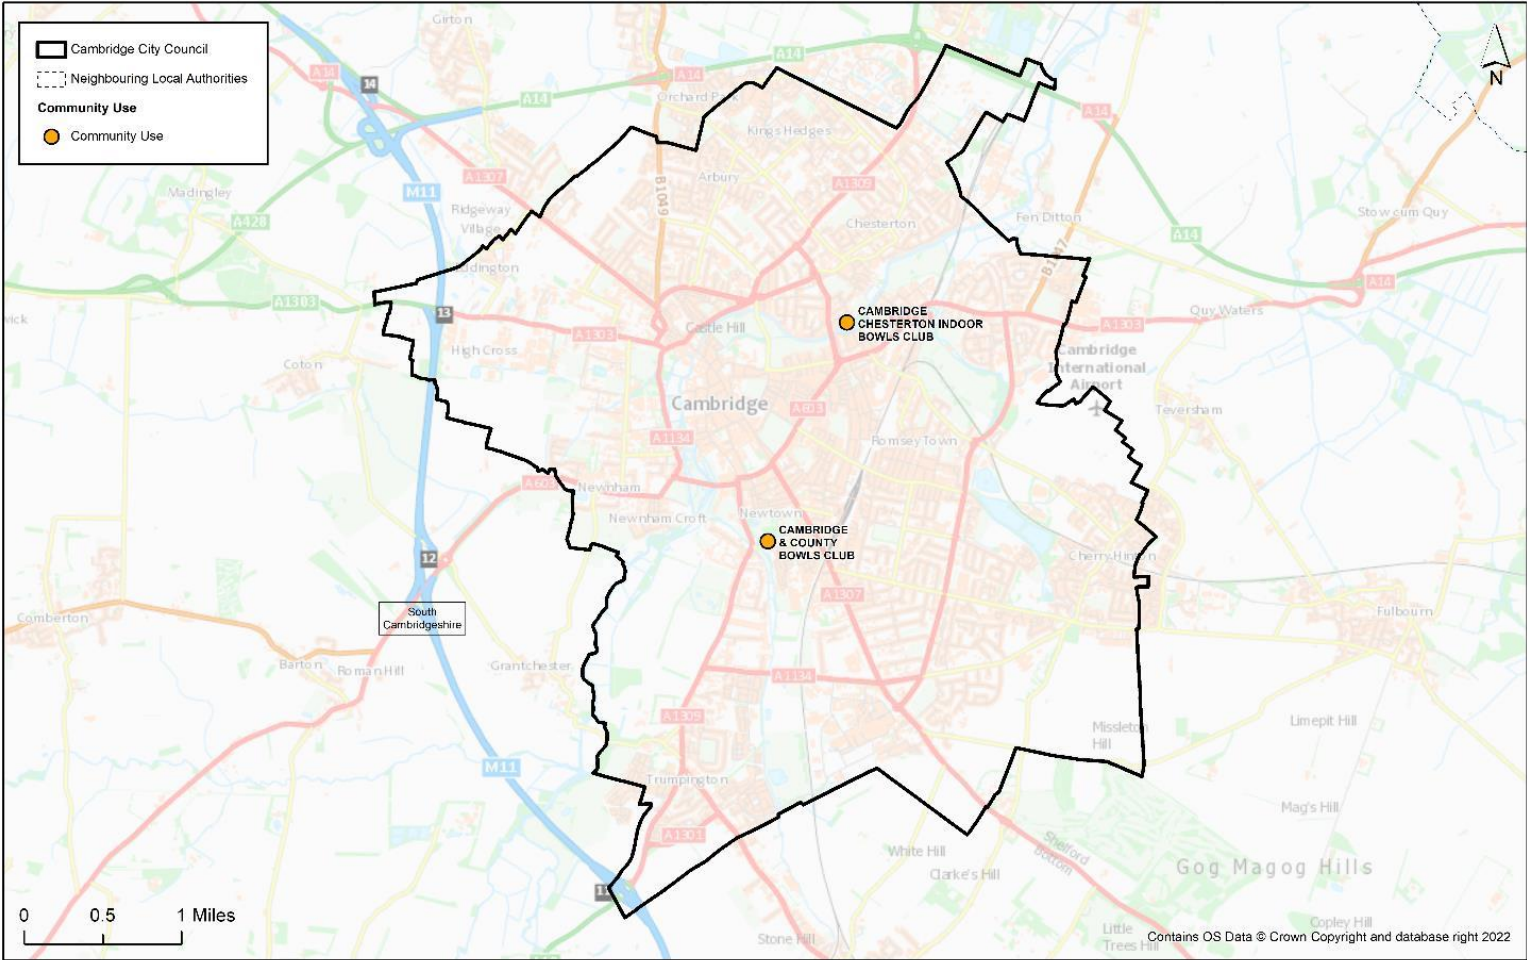 Cambridge City Council
Neighbouring Local Authorities
Community Use
Community Use
Girton
A14
14
A14
A14
A14
Orchard Park
Kings Hedges
A14
N
Madingley
M11
A1307
Arbury
B1049
A1309
A428
Ridgeway
Village
Chesterton
Fen Ditton
Stow cum Quy
A14
B1047
A14
Eddington
A1303
13
Castle Hill
CAMBRIDGE
CHESTERTON INDOOR
BOWLS CLUB
Quy Waters
A1303
wick
A1303
High Cross
Coton
Cambridge
International
Airport
Cambridge
A603
Teversham
A1134
Romsey Town
A603
Newnham
Newnham Croft
Newtown
CAMBRIDGE
& COUNTY
BOWLS CLUB
12
Cherry Hinton
A1307
South
Cambridgeshire
Comberton
Fulbourn
Barton
Roman Hill
Grantchester
A1134
A1309
Missleton
Hill
Limepit Hill
M11
Trumpington
Mag's Hill
A1301
White Hill
Shelford
Bottom
Clarke's Hill
Gog Magog Hills
11
0 0.5 1 Miles
Stone Hill
Little
Trees Hill
Copley Hill
Contains OS Data © Crown Copyright and database right 2022